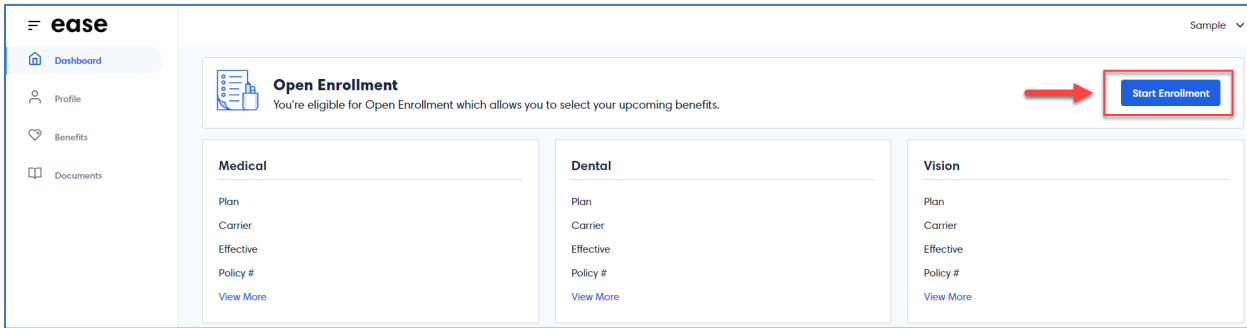 ease
Sample
Dashboard
Profile
Benefits
Documents
Open Enrollment
You're eligible for Open Enrollment which allows you to select your upcoming benefits.
Start Enrollment
Medical
Plan
Carrier
Effective
Policy #
View More
Dental
Plan
Carrier
Effective
Policy #
View More
Vision
Plan
Carrier
Effective
Policy #
View More